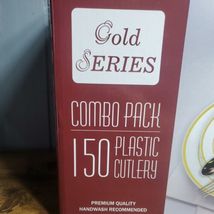 Gold
SERIES
COMBO PACK
150 PLASTIC
CUTLERY
PREMIUM QUALITY
HANDWASH RECOMMENDED